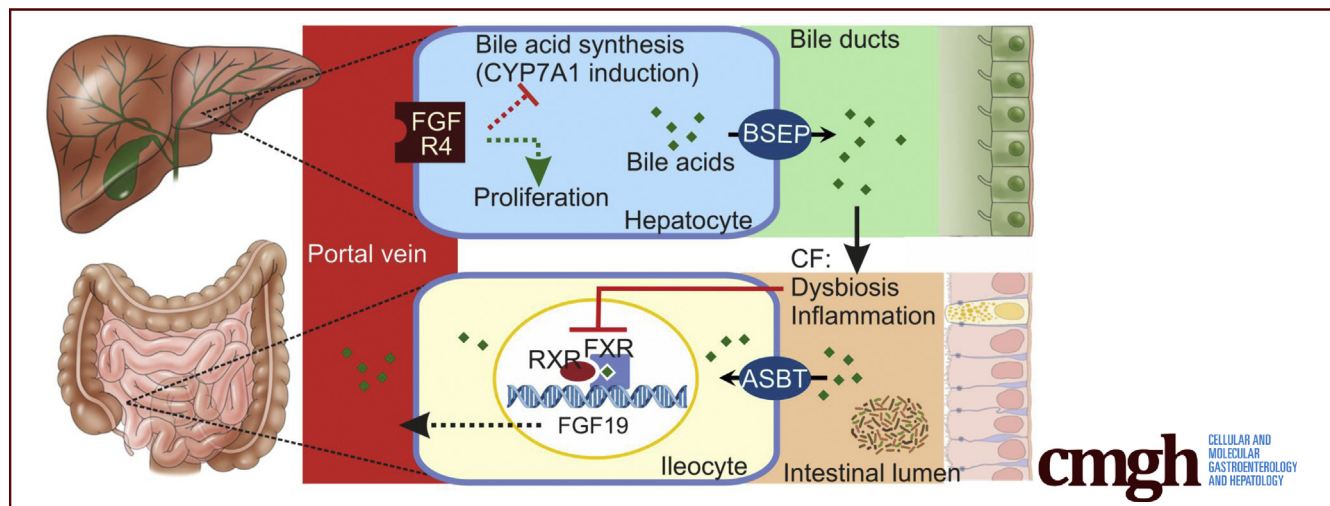 Bile acid synthesis
(CYP7A1 induction)
Bile ducts
FGF
R4
BSEP
Bile acids
Proliferation
Hepatocyte
Portal vein
CF:
Dysbiosis
Inflammation
FXR
RXR
ASBT
FGF19
Ileocyte
Intestinal lumen
cmgh
CELLULAR AND
MOLECULAR
GASTROENTEROLOGY
AND HEPATOLOGY